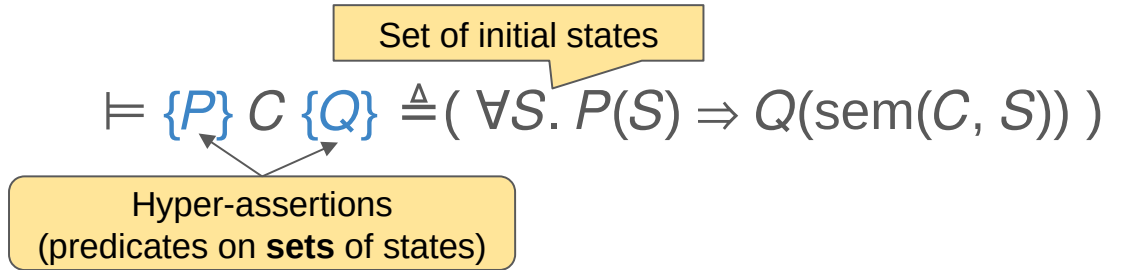 Set of initial states
⊨ {P} C {Q} ≜ ( ∀S. P(S) ⇒ Q(sem(C, S)) )
Hyper-assertions
(predicates on sets of states)